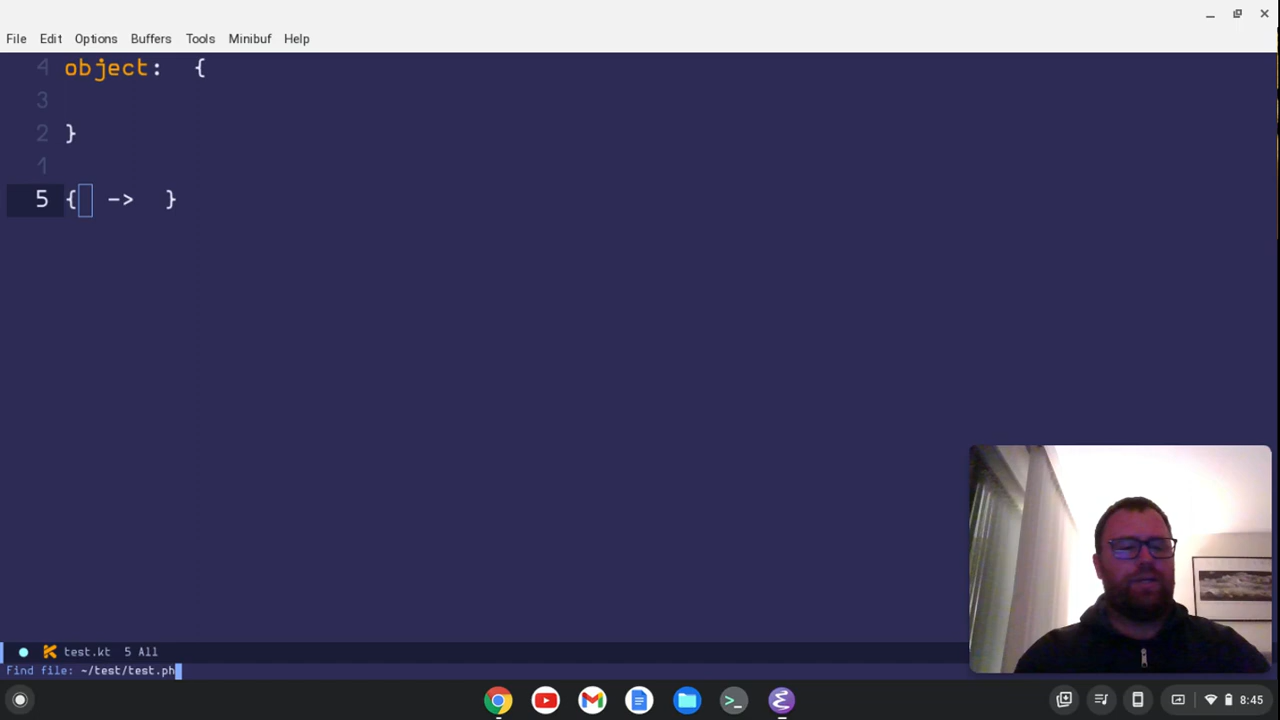 File Edit Options Buffers Tools Minibuf Help
4 object: {
3
2 }
1
5 { -> }
test.kt 5 All
Find file: ~/test/test.ph
8:45